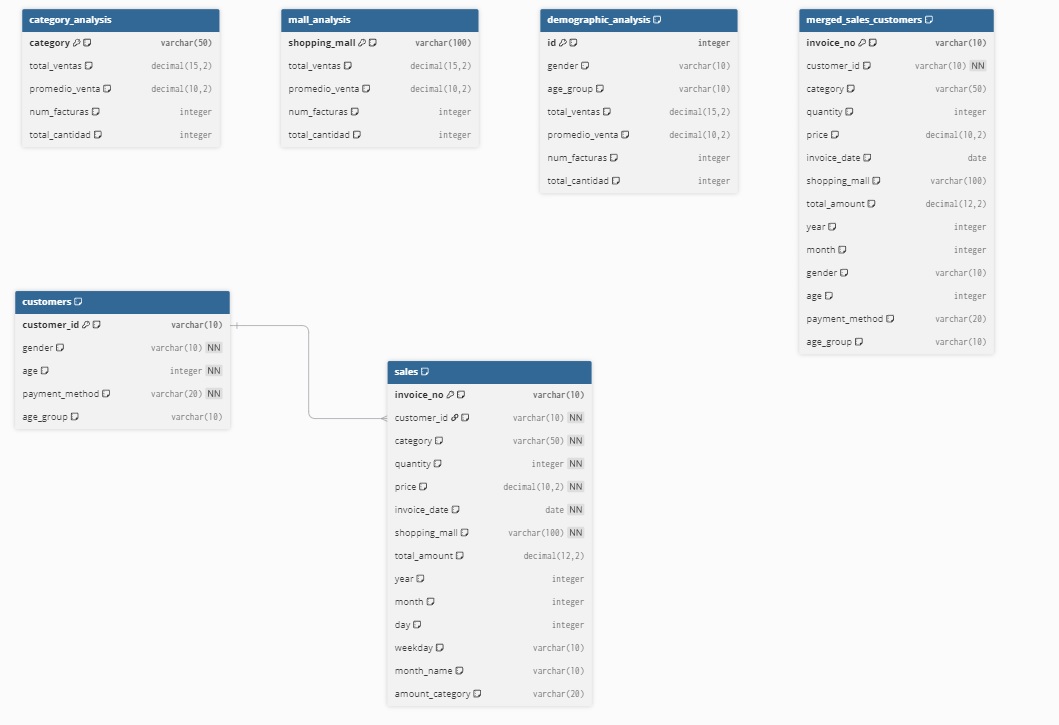 category_analysis
category varchar(50)
total_ventas decimal(15,2)
promedio_venta decimal(10,2)
num_facturas integer
total_cantidad integer
mall_analysis
shopping_mall varchar(100)
total_ventas decimal(15,2)
promedio_venta decimal(10,2)
num_facturas integer
total_cantidad integer
demographic_analysis
id integer
gender varchar(10)
age_group varchar(10)
total_ventas decimal(15,2)
promedio_venta decimal(10,2)
num_facturas integer
total_cantidad integer
merged_sales_customers
invoice_no varchar(10)
customer_id varchar(10) NN
category varchar(50)
quantity integer
price decimal(10,2)
invoice_date date
shopping_mall varchar(100)
total_amount decimal(12,2)
year integer
month integer
gender varchar(10)
age integer
payment_method varchar(20)
age_group varchar(10)
customers
customer_id varchar(10)
gender varchar(10) NN
age integer NN
payment_method varchar(20) NN
age_group varchar(10)
sales
invoice_no varchar(10)
customer_id varchar(10) NN
category varchar(50) NN
quantity integer NN
price decimal(10,2) NN
invoice_date date NN
shopping_mall varchar(100) NN
total_amount decimal(12,2)
year integer
month integer
day integer
weekday varchar(10)
month_name varchar(10)
amount_category varchar(20)